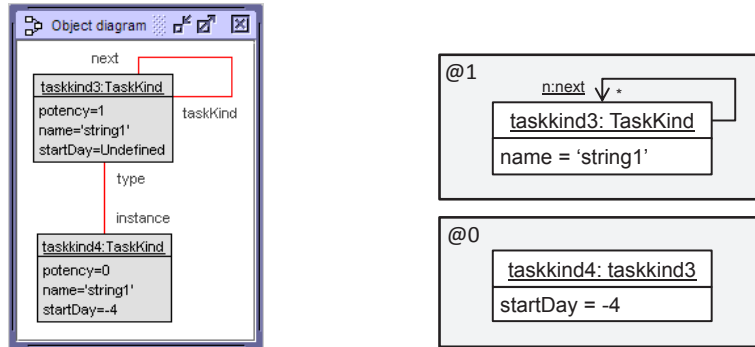 Object diagram
next
taskkind3:TaskKind
potency=1
name='string1'
startDay=Undefined
taskKind
type
instance
taskkind4:TaskKind
potency=0
name='string1'
startDay=-4
@1
n:next
*
taskkind3: TaskKind
name = ‘string1’
@0
taskkind4: taskkind3
startDay = -4